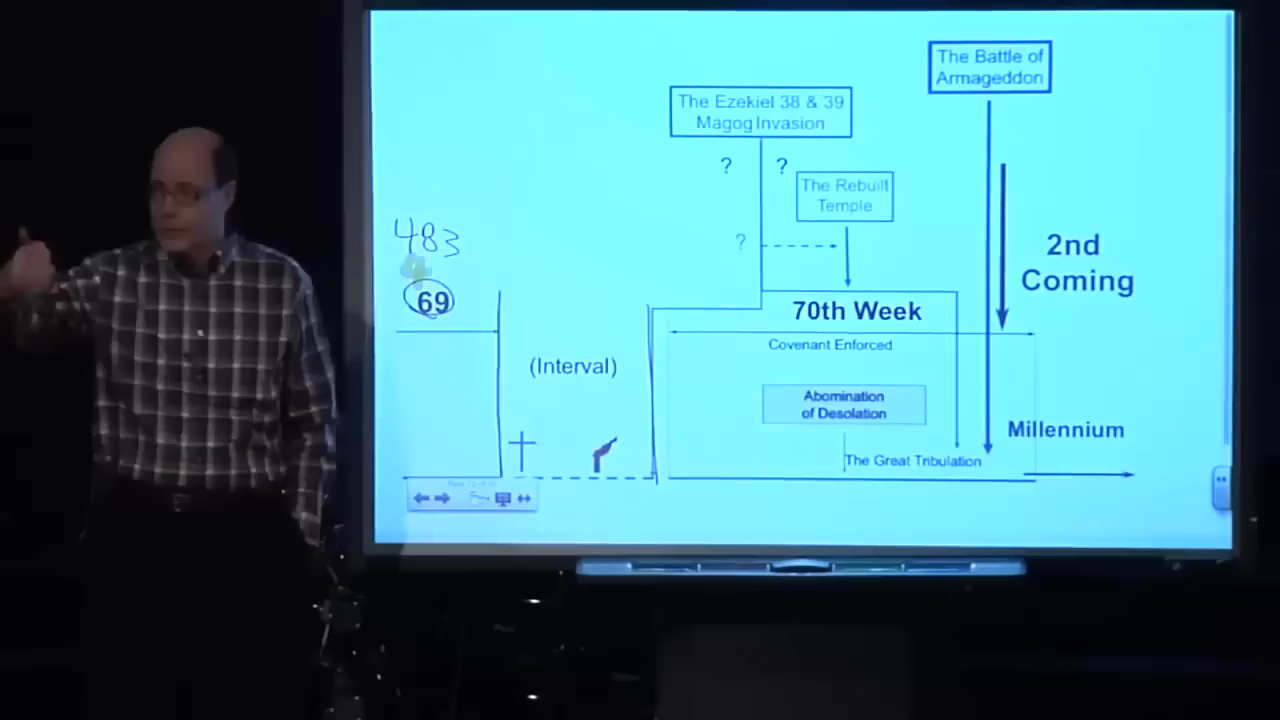 The Battle of
Armageddon
The Ezekiel 38 & 39
Magog Invasion
?
?
The Rebuilt
Temple
?
483
69
2nd
Coming
70th Week
Covenant Enforced
(Interval)
Abomination
of Desolation
Millennium
The Great Tribulation